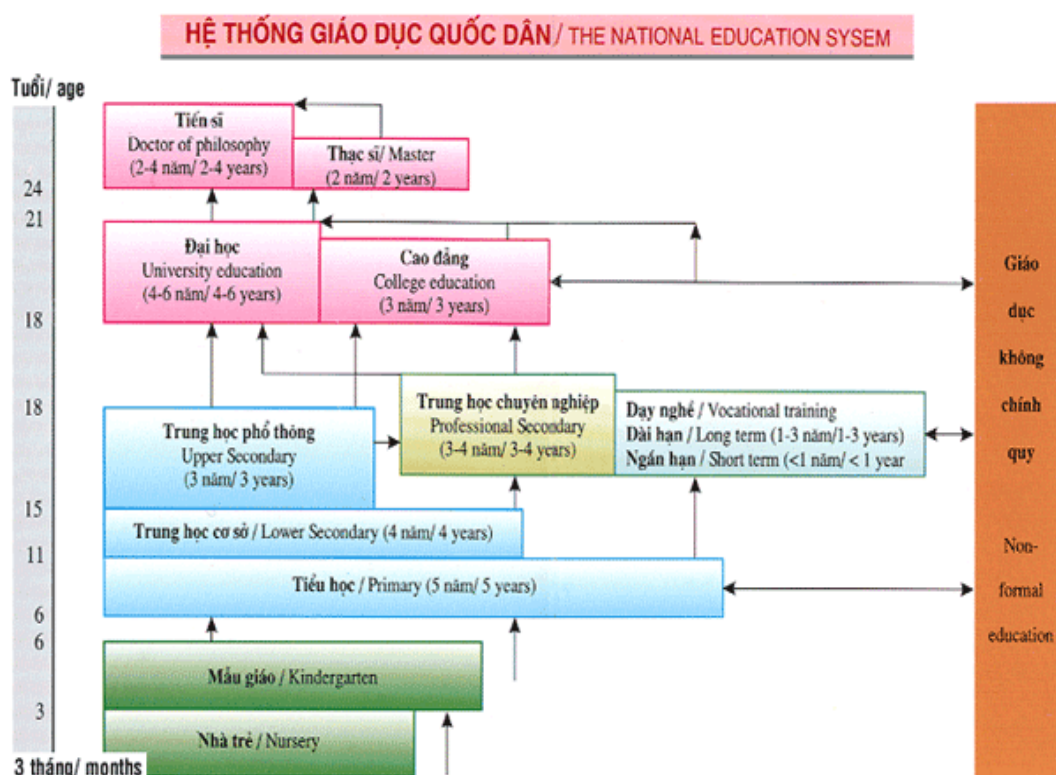 HỆ THỐNG GIÁO DỤC QUỐC DÂN/ THE NATIONAL EDUCATION SYSEM
Tuổi/ age
Tiến sĩ
Doctor of philosophy
(2-4 năm/ 2-4 years)
Thạc sĩ/ Master
(2 năm/ 2 years)
24
21
Đại học
University education
(4-6 năm/ 4-6 years)
Cao đẳng
College education
(3 năm/ 3 years)
18
18
Trung học phổ thông
Upper Secondary
(3 năm/ 3 years)
Trung học chuyên nghiệp
Professional Secondary
(3-4 năm/ 3-4 years)
Dạy nghề / Vocational training
Dài hạn / Long term (1-3 năm/1-3 years)
Ngắn hạn / Short term (<1 năm/ < 1 year
15
Trung học cơ sở / Lower Secondary (4 năm/ 4 years)
11
Tiểu học / Primary (5 năm/ 5 years)
6
6
Mẫu giáo / Kindergarten
3
Nhà trẻ / Nursery
3 tháng/ months
Giáo
dục
không
chính
quy
Non-
formal
education